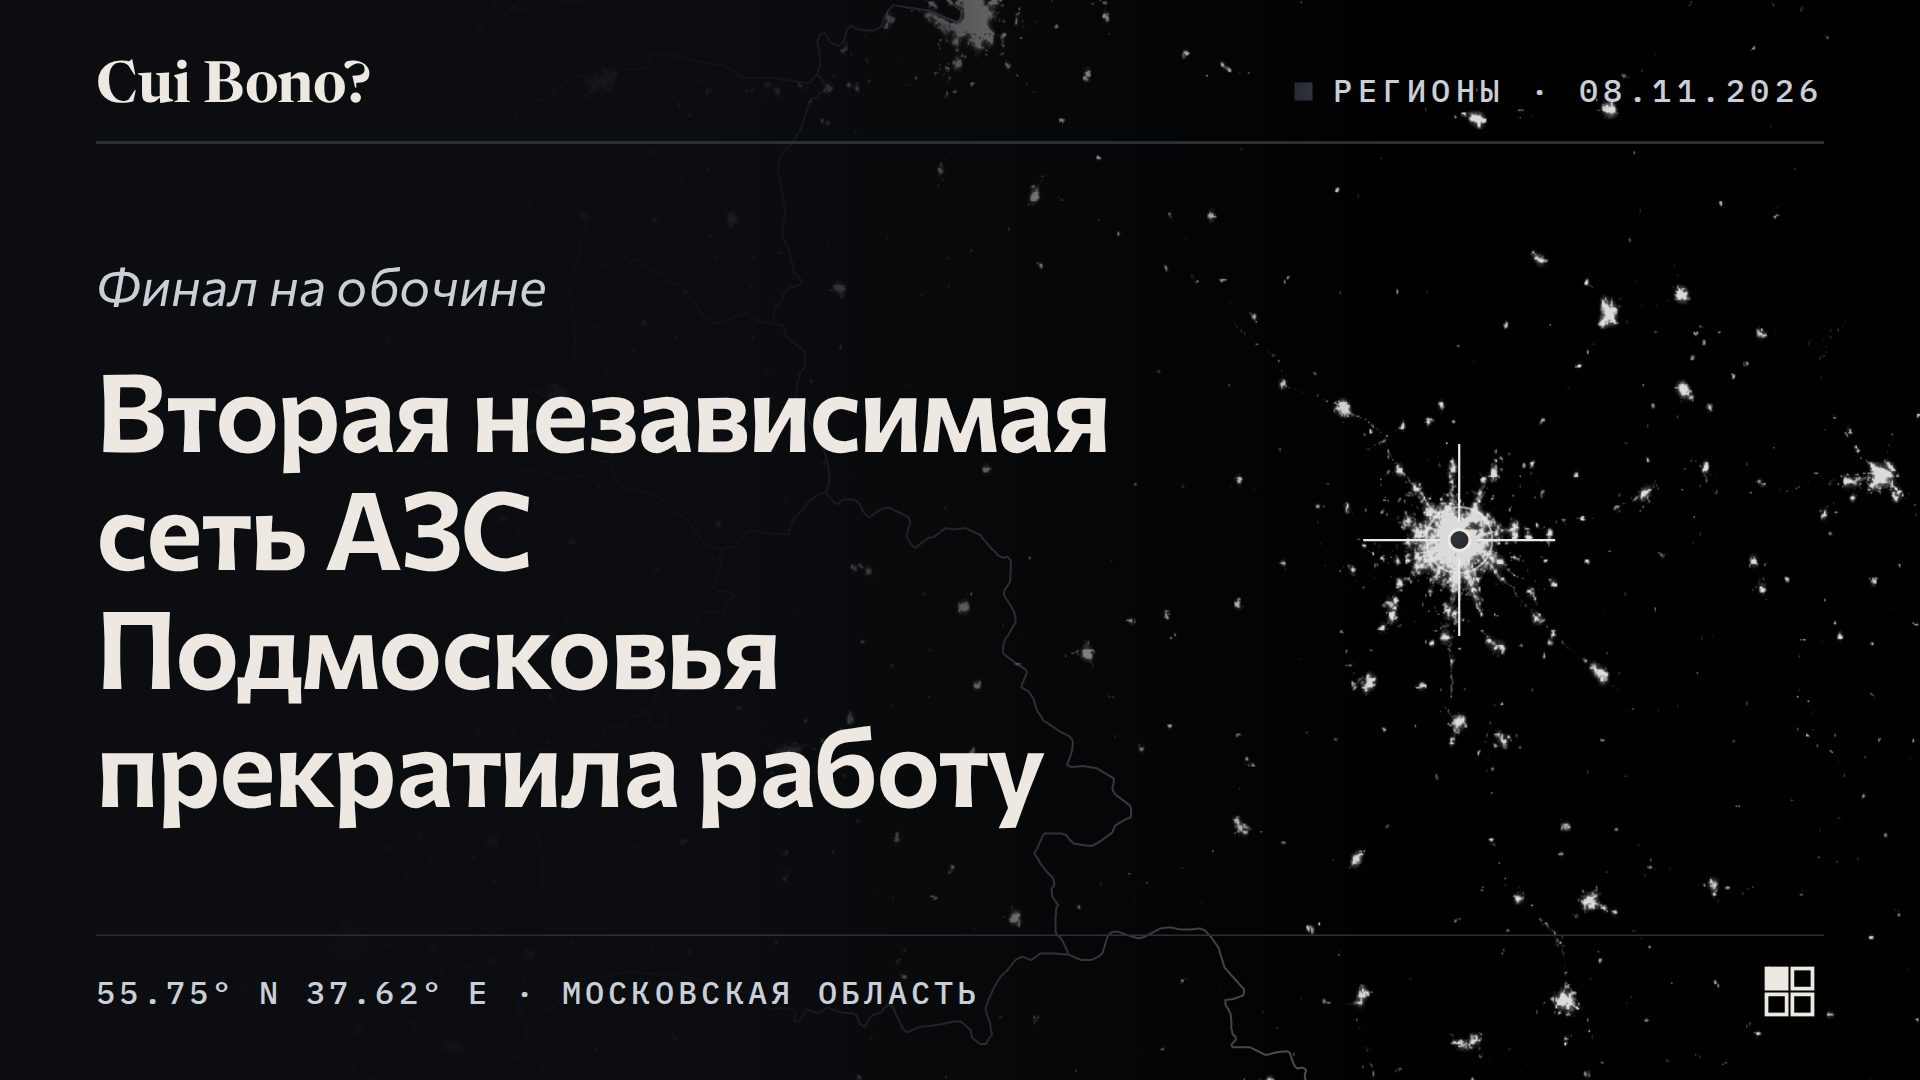 Cui Bono?
РЕГИОНЫ · 08.11.2026
Финал на обочине
Вторая независимая
сеть АЗС
Подмосковья
прекратила работу
55.75° N 37.62° E · МОСКОВСКАЯ ОБЛАСТЬ